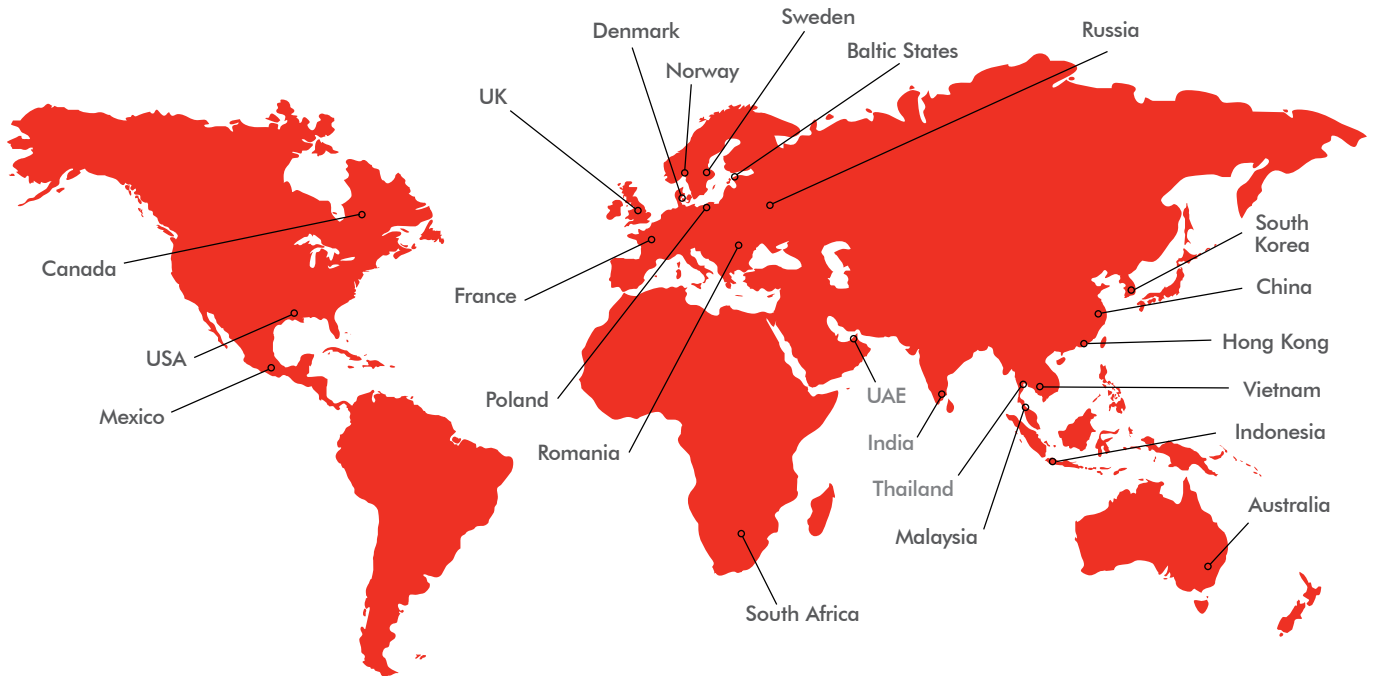 Sweden
Denmark
Russia
Baltic States
Norway
UK
South
Korea
Canada
China
France
Hong Kong
USA
Vietnam
UAE
Poland
Mexico
Indonesia
India
Romania
Thailand
Australia
Malaysia
South Africa